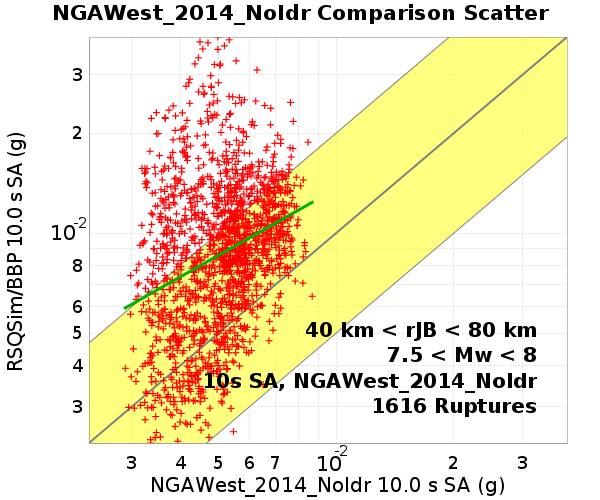 NGAWest_2014_NoIdr Comparison Scatter
RSQSim/BBP 10.0 s SA (g)
3
2
10-2
8
6
5
4
3
40 km < rJB < 80 km
7.5 < Mw < 8
10s SA, NGAWest_2014_NoIdr
1616 Ruptures
3 4 5 6 7 10-2 2 3
NGAWest_2014_NoIdr 10.0 s SA (g)